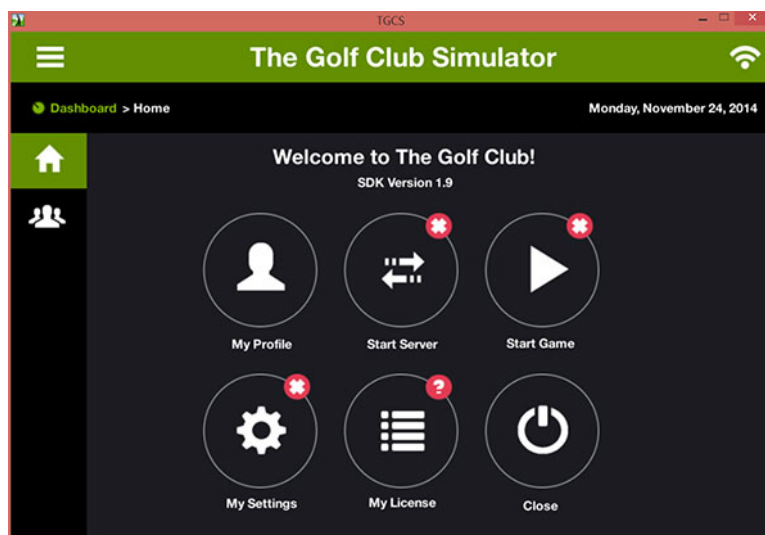 TGCS
The Golf Club Simulator
Dashboard > Home
Monday, November 24, 2014
Welcome to The Golf Club!
SDK Version 1.9
My Profile
Start Server
Start Game
?
My Settings
My License
Close